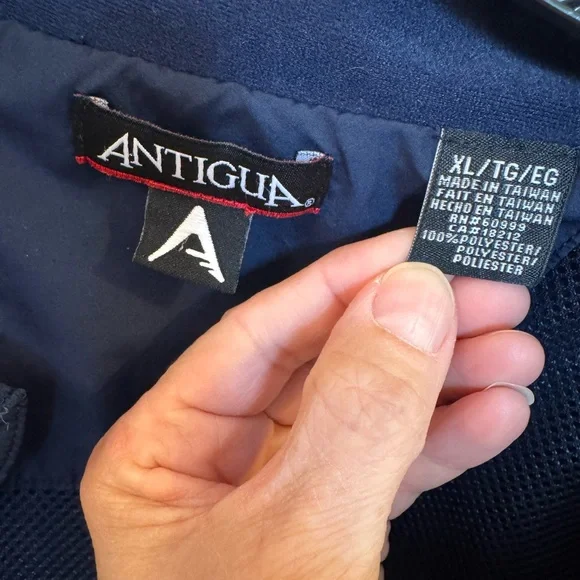 ANTIGUA®
A
XL/TG/EG
MADE IN TAIWAN
FAIT EN TAIWAN
HECHO EN TAIWAN
RN#60999
CA#18212
100%POLYESTER/
POLYESTER/
POLIESTER